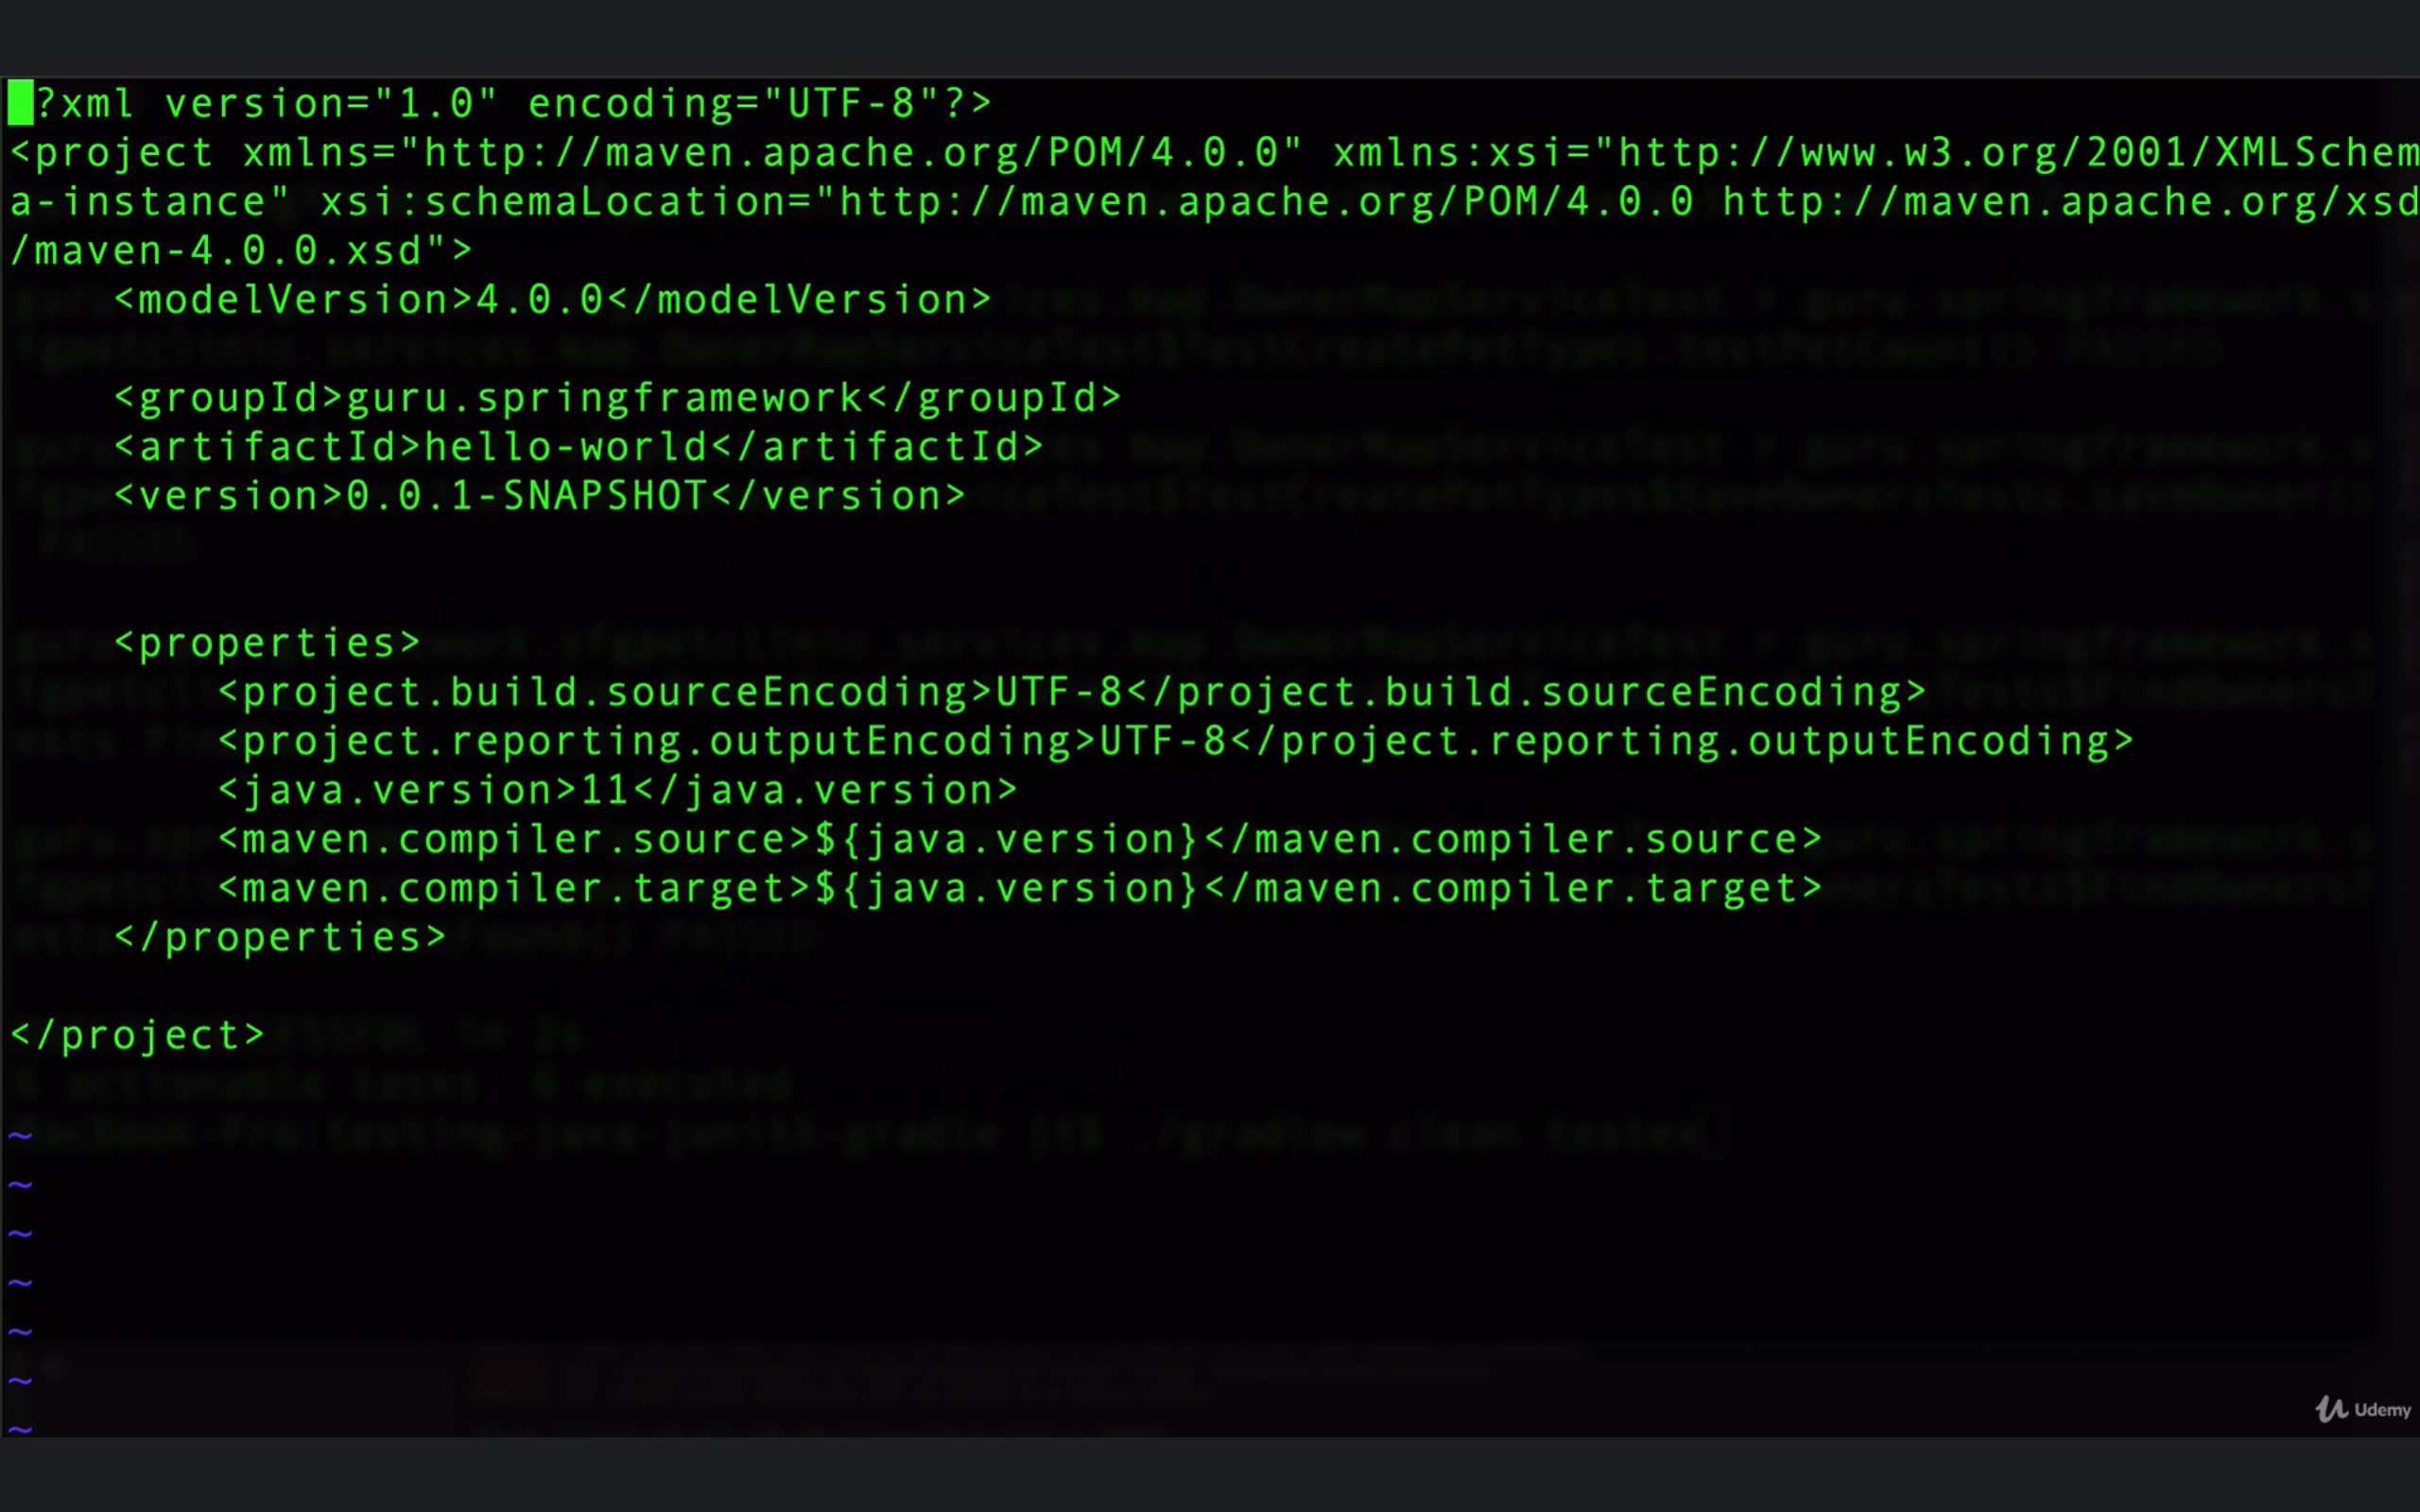 ?xml version="1.0" encoding="UTF-8"?>
<project xmlns="http://maven.apache.org/POM/4.0.0" xmlns:xsi="http://www.w3.org/2001/XMLSchem
a-instance" xsi:schemaLocation="http://maven.apache.org/POM/4.0.0 http://maven.apache.org/xsd
/maven-4.0.0.xsd">
    <modelVersion>4.0.0</modelVersion>

    <groupId>guru.springframework</groupId>
    <artifactId>hello-world</artifactId>
    <version>0.0.1-SNAPSHOT</version>


    <properties>
        <project.build.sourceEncoding>UTF-8</project.build.sourceEncoding>
        <project.reporting.outputEncoding>UTF-8</project.reporting.outputEncoding>
        <java.version>11</java.version>
        <maven.compiler.source>${java.version}</maven.compiler.source>
        <maven.compiler.target>${java.version}</maven.compiler.target>
    </properties>

</project>

~
~
~
~
~
~
~
Udemy